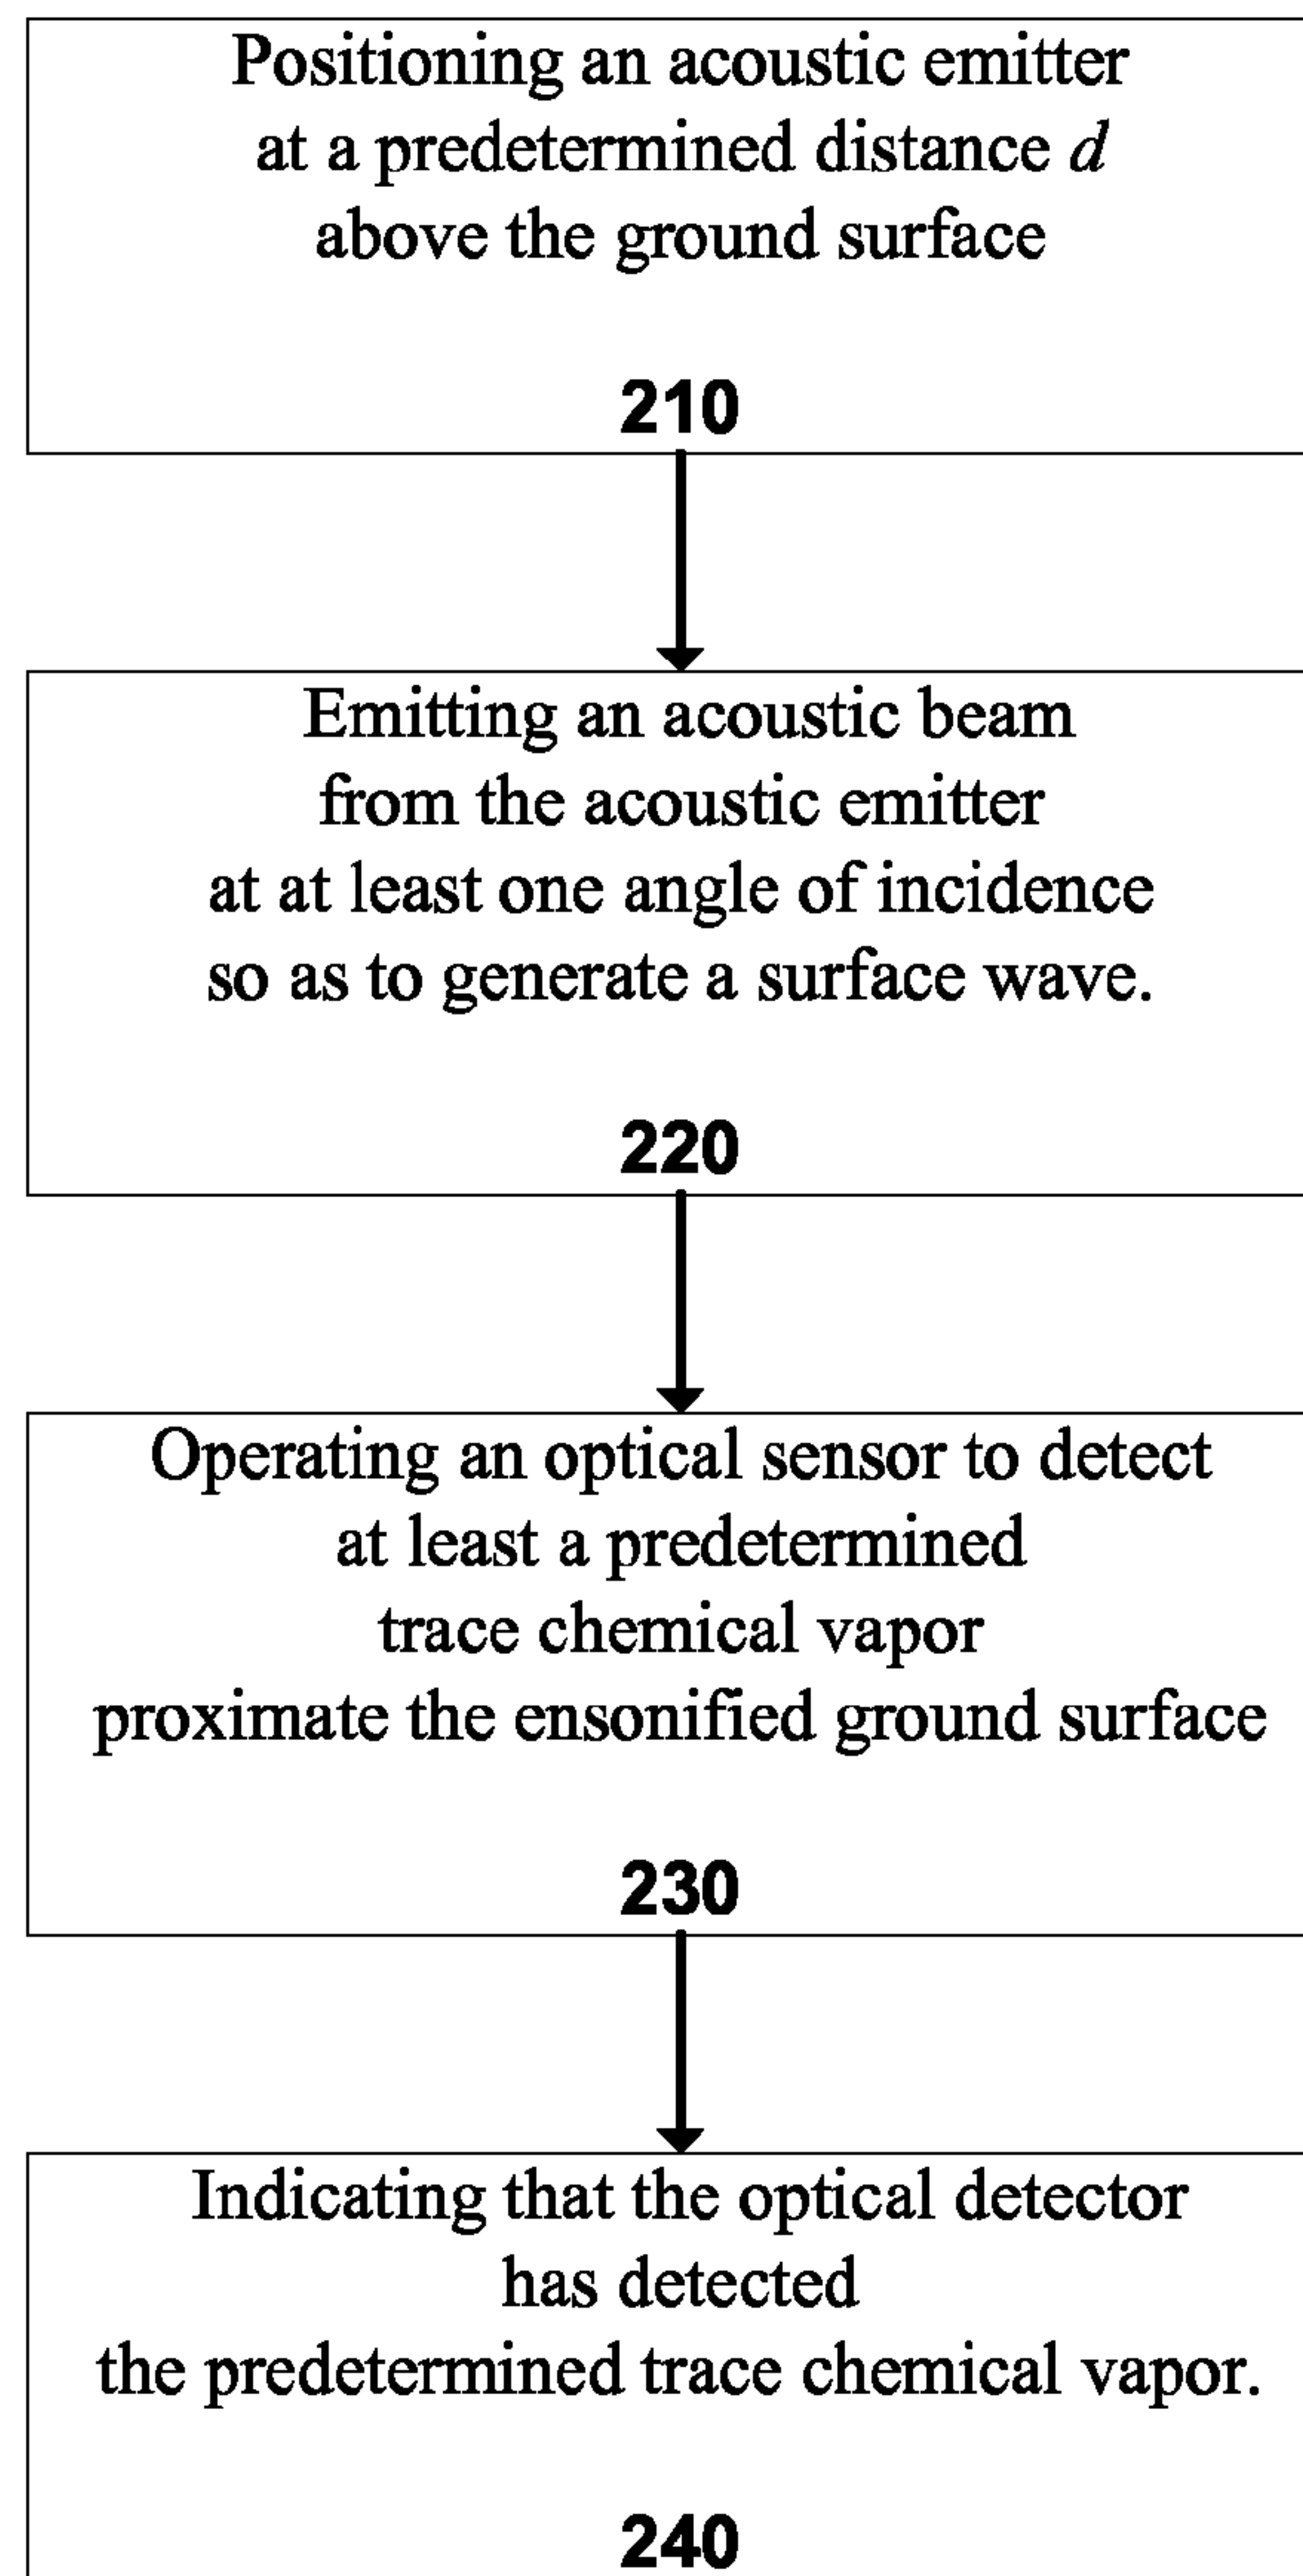 Positioning an acoustic emitter
at a predetermined distance d
above the ground surface
210
Emitting an acoustic beam
from the acoustic emitter
at at least one angle of incidence
so as to generate a surface wave.
220
Operating an optical sensor to detect
at least a predetermined
trace chemical vapor
proximate the ensonified ground surface
230
Indicating that the optical detector
has detected
the predetermined trace chemical vapor.
240